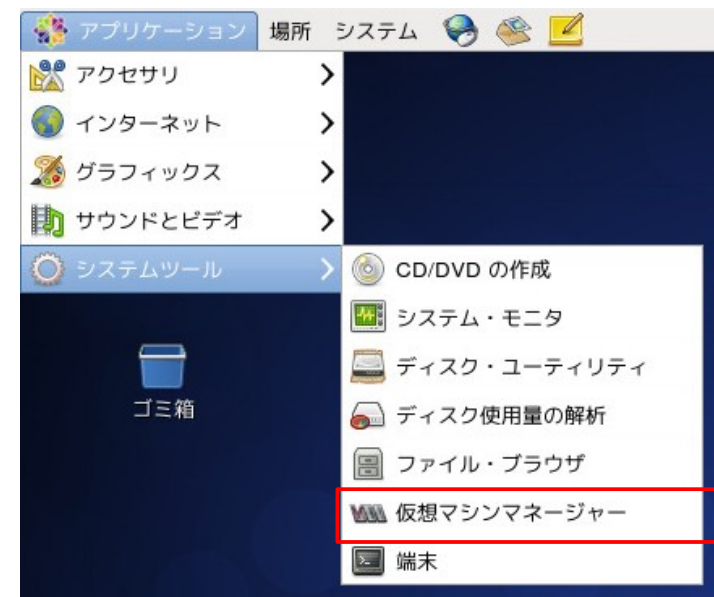 アプリケーション 場所 システム
アクセサリ
インターネット
グラフィックス
サウンドとビデオ
システムツール
CD/DVD の作成
システム・モニタ
ディスク・ユーティリティ
ディスク使用量の解析
ファイル・ブラウザ
仮想マシンマネージャー
端末
ゴミ箱